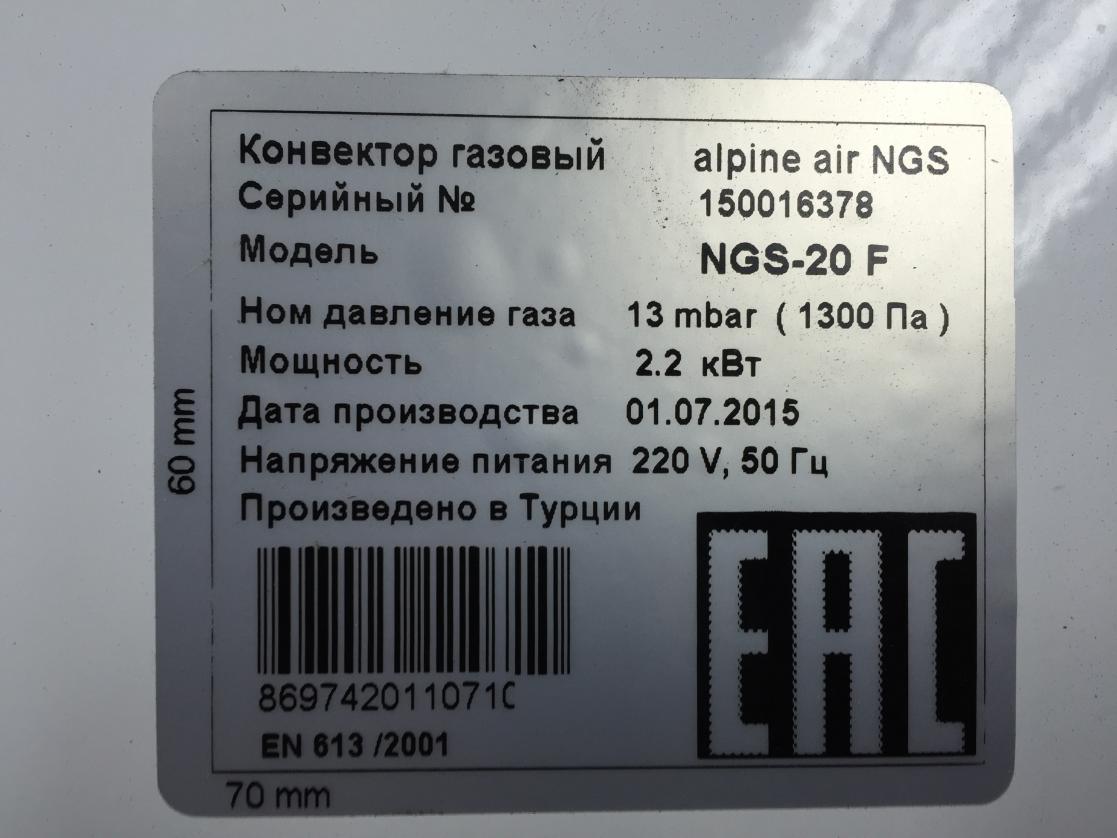 Конвектор газовый alpine air NGS
Серийный № 150016378
Модель NGS-20 F
Ном давление газа 13 mbar ( 1300 Па )
Мощность 2.2 кВт
Дата производства 01.07.2015
Напряжение питания 220 V, 50 Гц
Произведено в Турции
EAC
8697420110710
EN 613 /2001
60 mm
70 mm